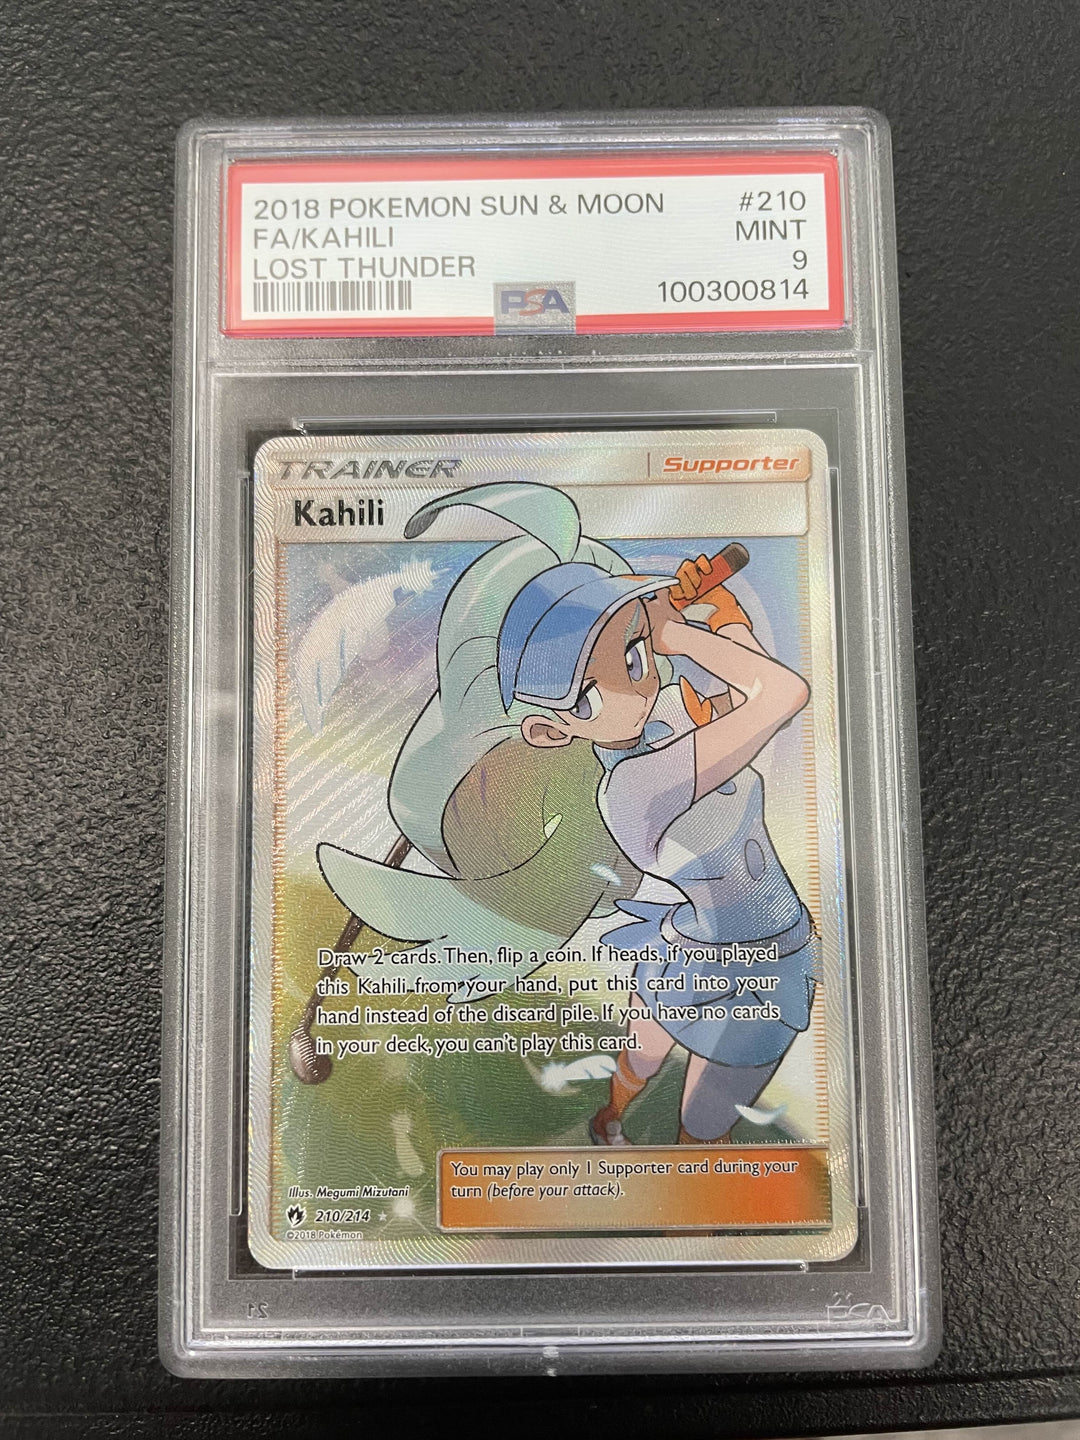 2018 POKEMON SUN & MOON #210
FA/KAHILI MINT
LOST THUNDER 9
PSA 100300814
TRAINER Supporter
Kahili
Draw 2 cards. Then, flip a coin. If heads, if you played
this Kahili from your hand, put this card into your
hand instead of the discard pile. If you have no cards
in your deck, you can't play this card.
You may play only 1 Supporter card during your
turn (before your attack).
Illus. Megumi Mizutani
210/214
©2018 Pokémon
21
PSA